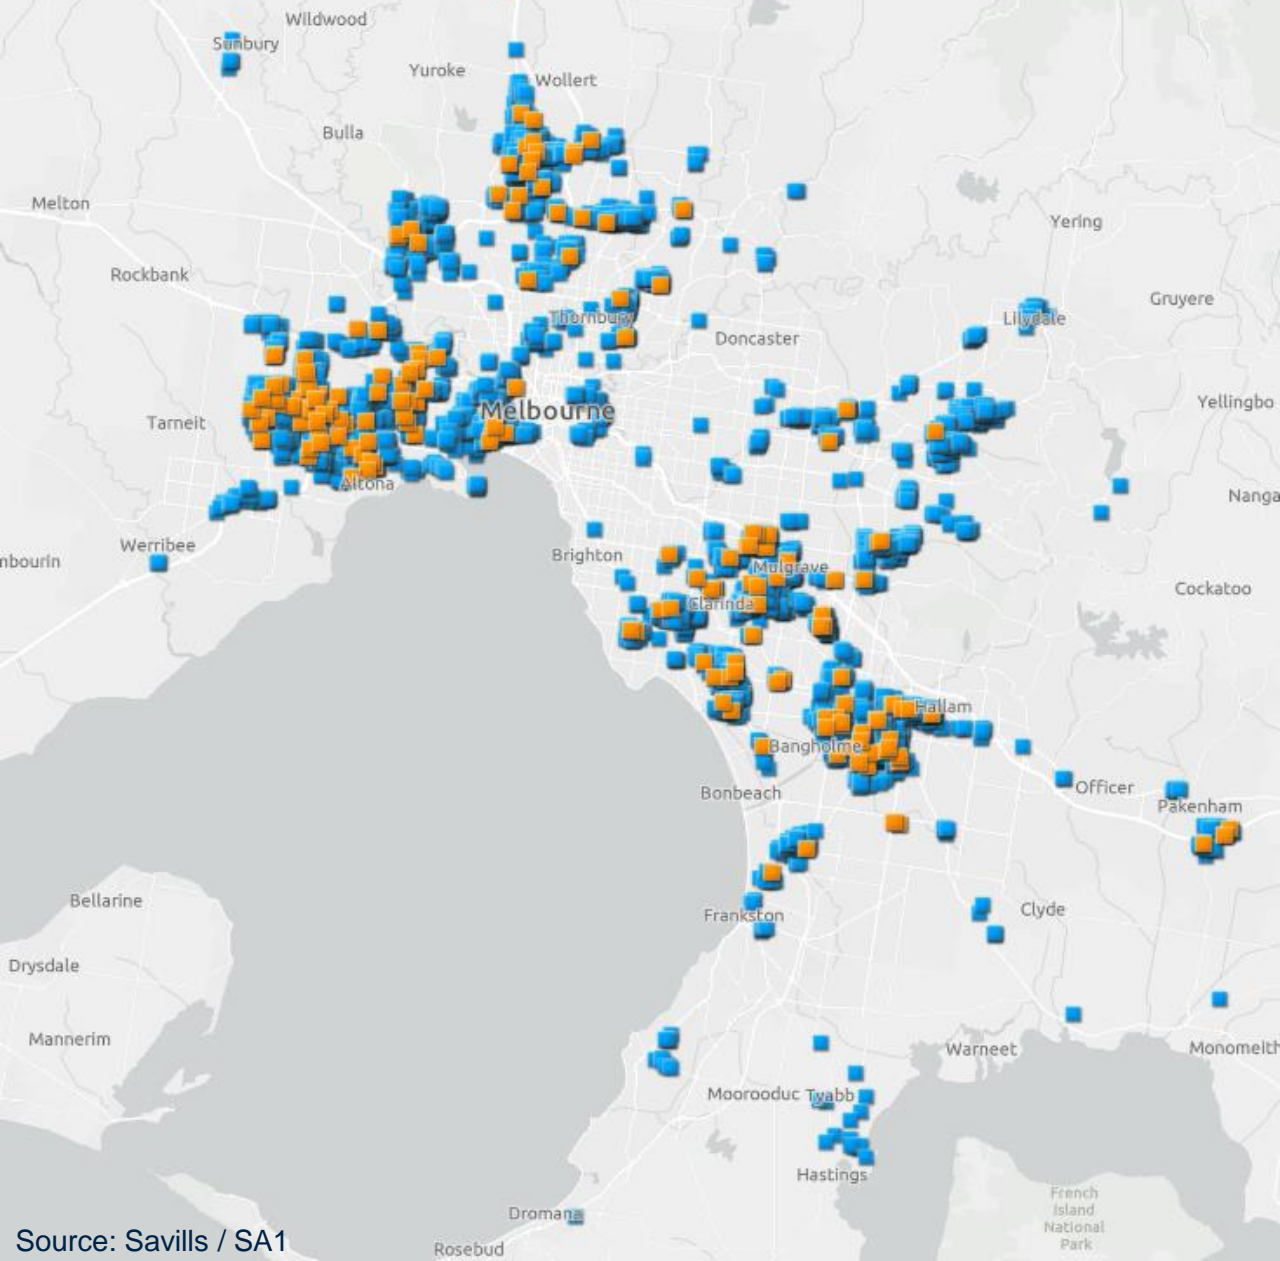 Wildwood
Sunbury
Yuroke
Wollert
Bulla
Melton
Yering
Rockbank
Gruyere
Thornbury
Lilydale
Doncaster
Yellingbo
Melbourne
Tarneit
Altona
Nanga
Werribee
Brighton
mbourin
Mulgrave
Cockatoo
Clarinda
Hallam
Bangholme
Bonbeach
Officer
Pakenham
Bellarine
Frankston
Clyde
Drysdale
Mannerim
Warneet
Monomeith
Moorooduc
Tyabb
Hastings
French
Island
National
Park
Dromana
Source: Savills / SA1
Rosebud